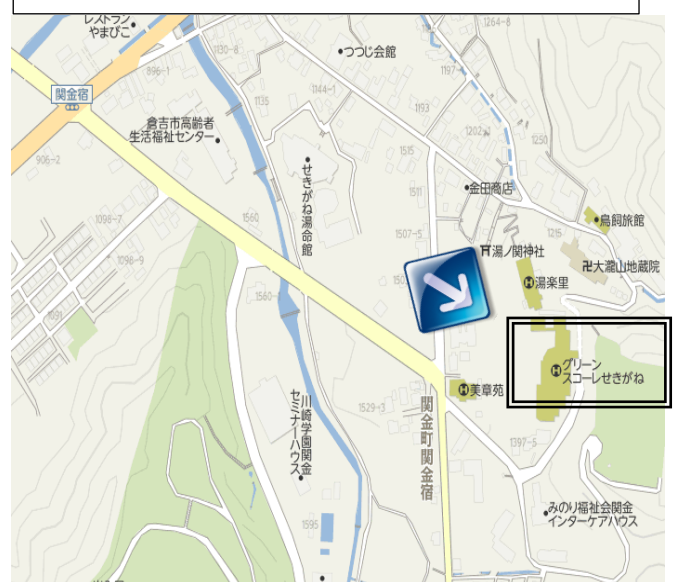 レストラン
やまびこ
1264-8
1130-8
つつじ会館
896-1
1197
関金宿
1144-1
1135
1193
倉吉市高齢者
生活福祉センター
1202-1
1250
906-2
1515
せきがね湯命館
1511
金田商店
1098-7
1560
1507-5
1215
鳥飼旅館
湯ノ関神社
1098-9
卍大瀧山地蔵院
H湯楽里
1560-
150
1091
Hグリーン
スコーレせきがね
H美章苑
川崎学園関金
セミナーハウス
1529-3
関金町関金宿
1397-5
みのり福祉会関金
インターケアハウス
1595